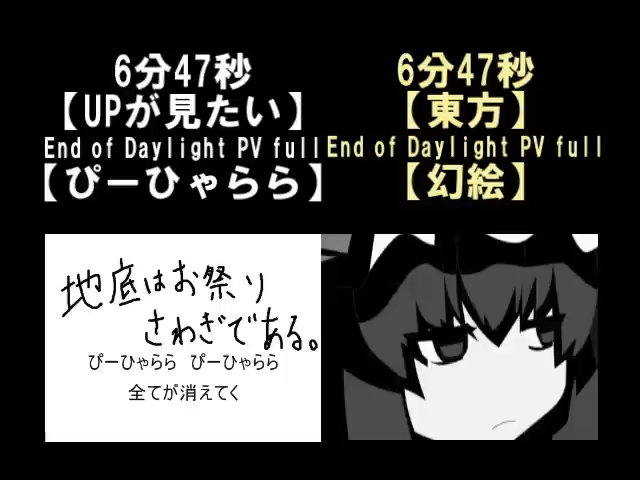 6分47秒
【UPが見たい】
End of Daylight PV full
【ぴーひゃらら】
6分47秒
【東方】
End of Daylight PV full
【幻絵】
地底はお祭り
さわぎである。
ぴーひゃらら ぴーひゃらら
全てが消えてく